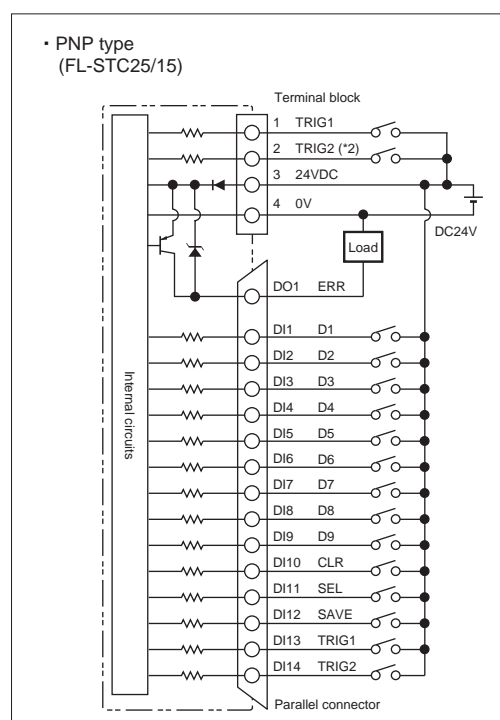 ・PNP type
(FL-STC25/15)
Terminal block
1 TRIG1
2 TRIG2 (*2)
3 24VDC
4 0V
DC24V
Load
DO1 ERR
DI1 D1
DI2 D2
DI3 D3
DI4 D4
DI5 D5
DI6 D6
DI7 D7
DI8 D8
DI9 D9
DI10 CLR
DI11 SEL
DI12 SAVE
DI13 TRIG1
DI14 TRIG2
Internal circuits
Parallel connector